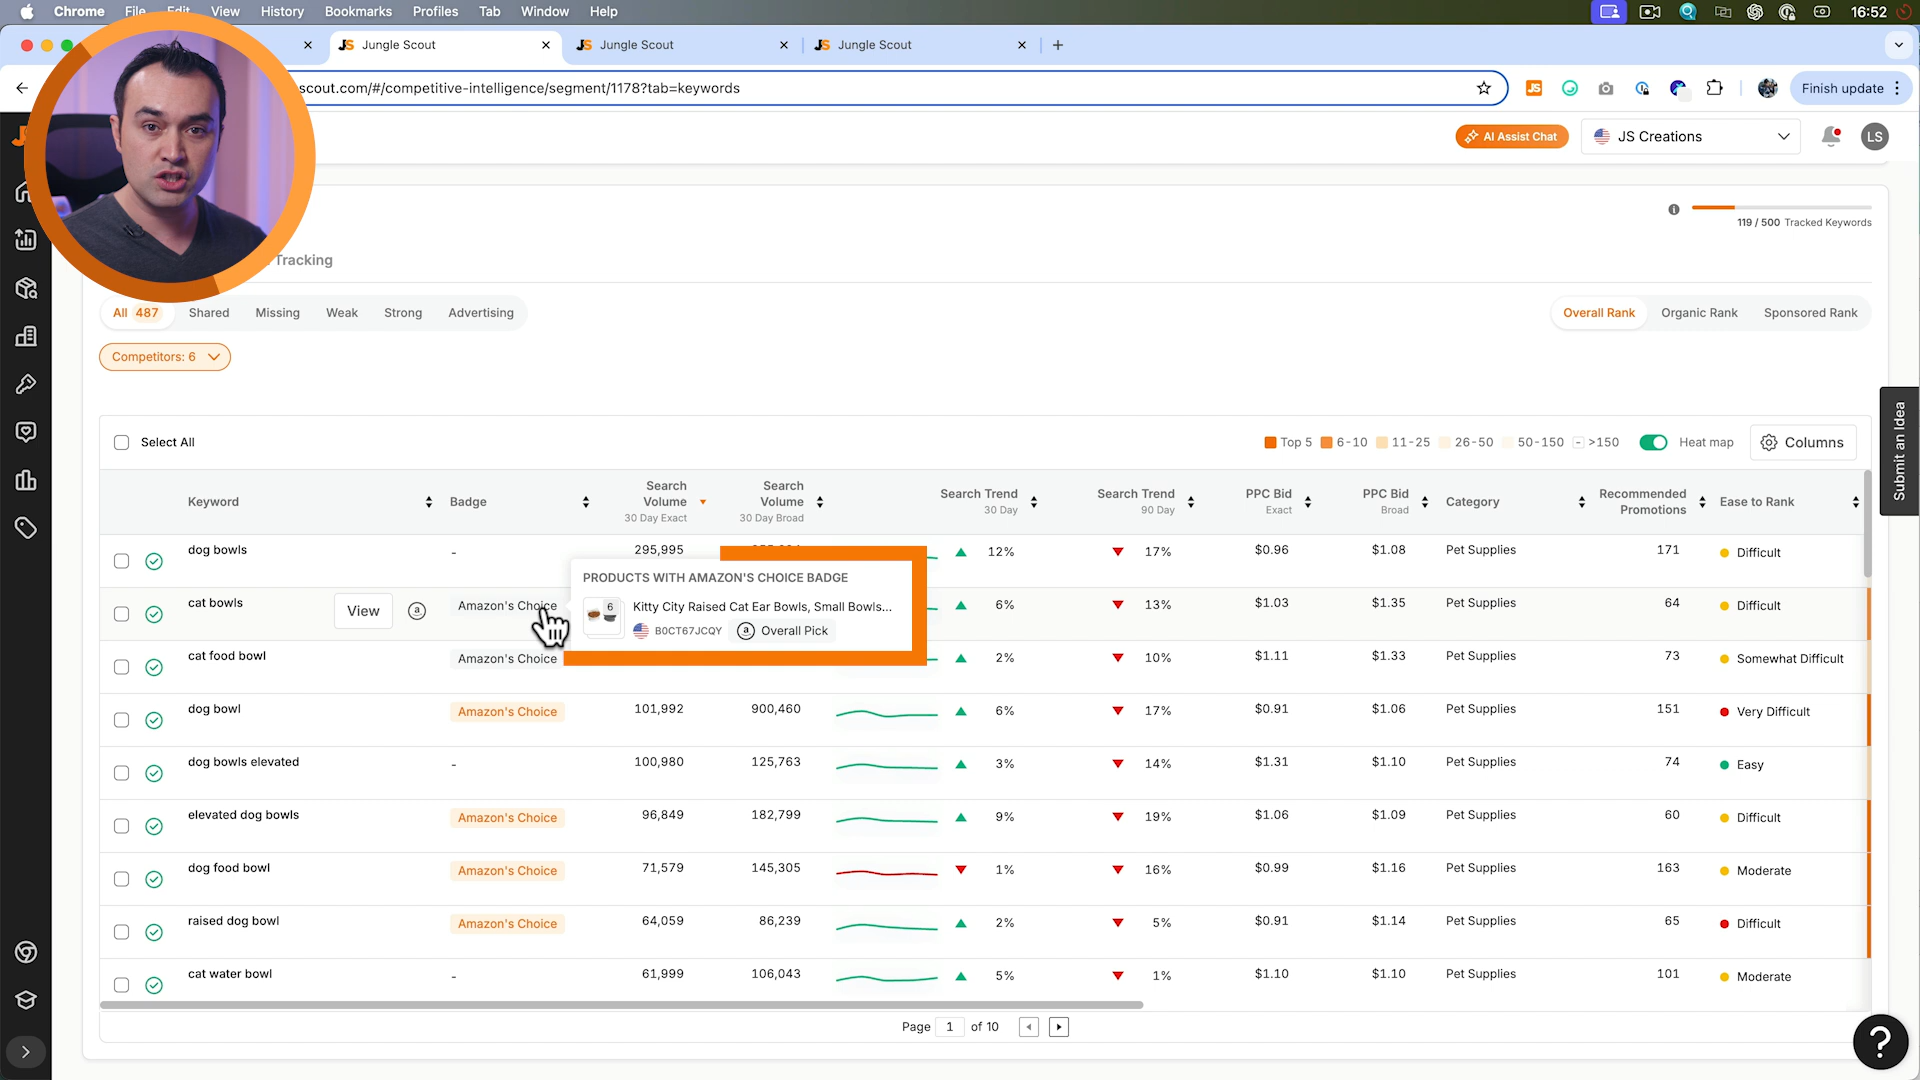 Chrome File Edit View History Bookmarks Profiles Tab Window Help 16:52
JS Jungle Scout JS Jungle Scout JS Jungle Scout
scout.com/#/competitive-intelligence/segment/1178?tab=keywords JS Finish update
AI Assist Chat JS Creations LS
119 / 500 Tracked Keywords
Tracking
All 487 Shared Missing Weak Strong Advertising Overall Rank Organic Rank Sponsored Rank
Competitors: 6
Submit an Idea
Select All Top 5 6-10 11-25 26-50 50-150 - >150 Heat map Columns
Keyword Badge Search Volume 30 Day Exact Search Volume 30 Day Broad Search Trend 30 Day Search Trend 90 Day PPC Bid Exact PPC Bid Broad Category Recommended Promotions Ease to Rank
dog bowls - 295,995 12% 17% $0.96 $1.08 Pet Supplies 171 Difficult
PRODUCTS WITH AMAZON'S CHOICE BADGE
cat bowls View a Amazon's Choice 6 Kitty City Raised Cat Ear Bowls, Small Bowls... 6% 13% $1.03 $1.35 Pet Supplies 64 Difficult
B0CT67JCQY a Overall Pick
cat food bowl Amazon's Choice 2% 10% $1.11 $1.33 Pet Supplies 73 Somewhat Difficult
dog bowl Amazon's Choice 101,992 900,460 6% 17% $0.91 $1.06 Pet Supplies 151 Very Difficult
dog bowls elevated - 100,980 125,763 3% 14% $1.31 $1.10 Pet Supplies 74 Easy
elevated dog bowls Amazon's Choice 96,849 182,799 9% 19% $1.06 $1.09 Pet Supplies 60 Difficult
dog food bowl Amazon's Choice 71,579 145,305 1% 16% $0.99 $1.16 Pet Supplies 163 Moderate
raised dog bowl Amazon's Choice 64,059 86,239 2% 5% $0.91 $1.14 Pet Supplies 65 Difficult
cat water bowl - 61,999 106,043 5% 1% $1.10 $1.10 Pet Supplies 101 Moderate
Page 1 of 10
?